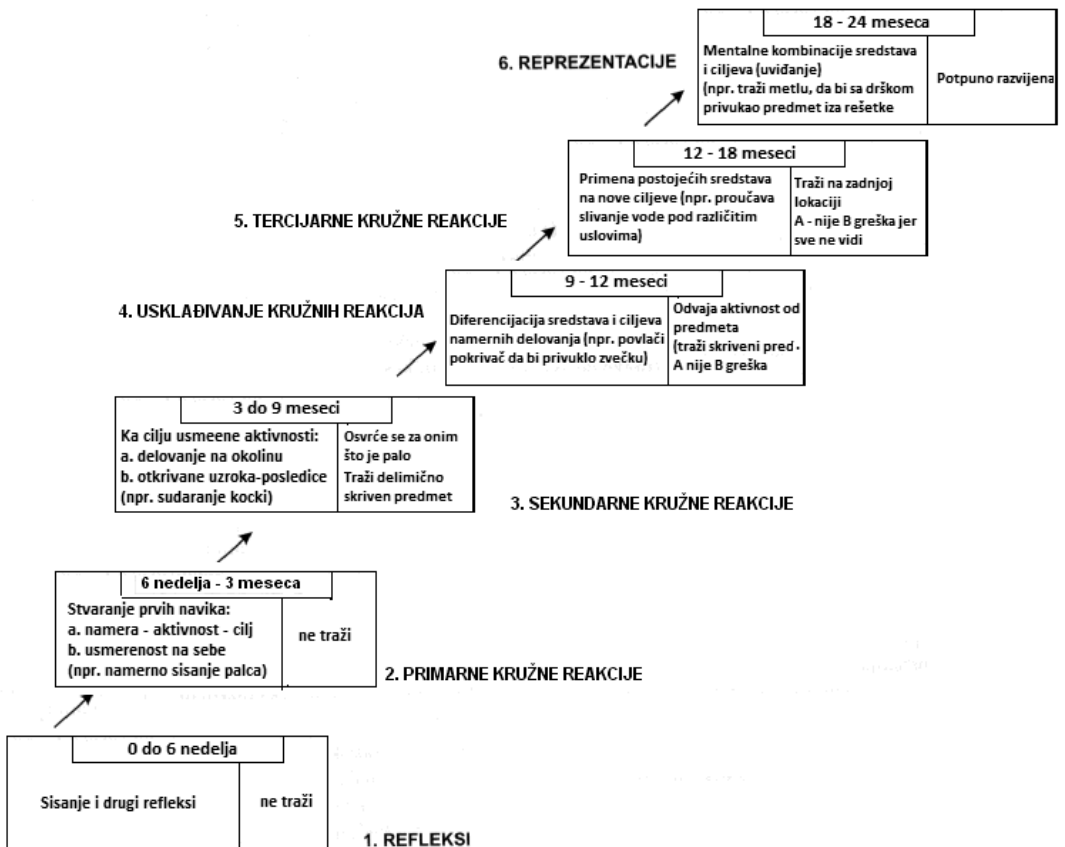 18 - 24 meseca
6. REPREZENTACIJE
Mentalne kombinacije sredstava
i ciljeva (uviđanje)
(npr. traži metlu, da bi sa drškom
privukao predmet iza rešetke
Potpuno razvijena
12 - 18 meseci
Primena postojećih sredstava
na nove ciljeve (npr. proučava
slivanje vode pod različitim
uslovima)
Traži na zadnjoj
lokaciji
A - nije B greška jer
sve ne vidi
5. TERCIJARNE KRUŽNE REAKCIJE
9 - 12 meseci
4. USKLAĐIVANJE KRUŽNIH REAKCIJA
Diferencijacija sredstava i ciljeva
namernih delovanja (npr. povlači
pokrivač da bi privuklo zvečku)
Odvaja aktivnost od
predmeta
(traži skriveni pred.
A nije B greška
3 do 9 meseci
Ka cilju usmeene aktivnosti:
a. delovanje na okolinu
b. otkrivane uzroka-posledice
(npr. sudaranje kocki)
Osvrće se za onim
što je palo
Traži delimično
skriven predmet
3. SEKUNDARNE KRUŽNE REAKCIJE
6 nedelja - 3 meseca
Stvaranje prvih navika:
a. namera - aktivnost - cilj
b. usmerenost na sebe
(npr. namerno sisanje palca)
ne traži
2. PRIMARNE KRUŽNE REAKCIJE
0 do 6 nedelja
Sisanje i drugi refleksi
ne traži
1. REFLEKSI